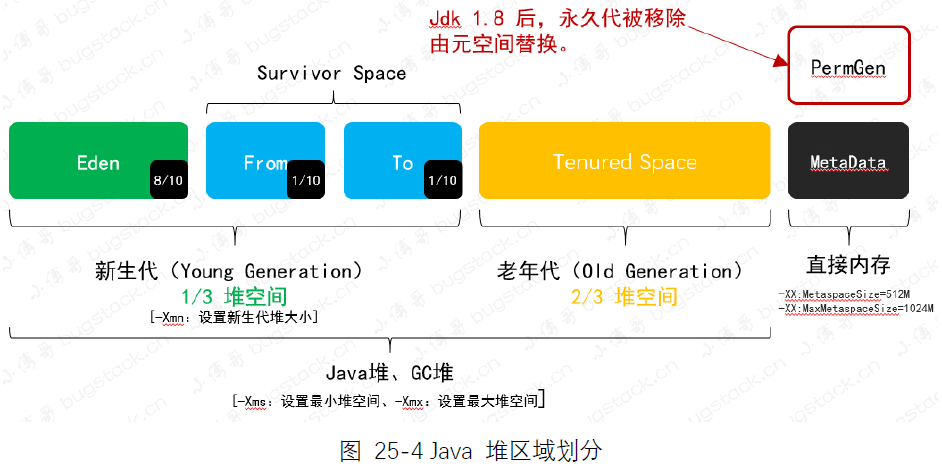 Jdk 1.8 后，永久代被移除
由元空间替换。
PermGen
Survivor Space
Eden
8/10
From
1/10
To
1/10
Tenured Space
MetaData
新生代（Young Generation）
1/3 堆空间
[-Xmn：设置新生代堆大小]
老年代（Old Generation）
2/3 堆空间
直接内存
-XX:MetaspaceSize=512M
-XX:MaxMetaspaceSize=1024M
Java堆、GC堆
[-Xms：设置最小堆空间、-Xmx：设置最大堆空间]
图 25-4 Java 堆区域划分
小傅哥 bugstack.cn